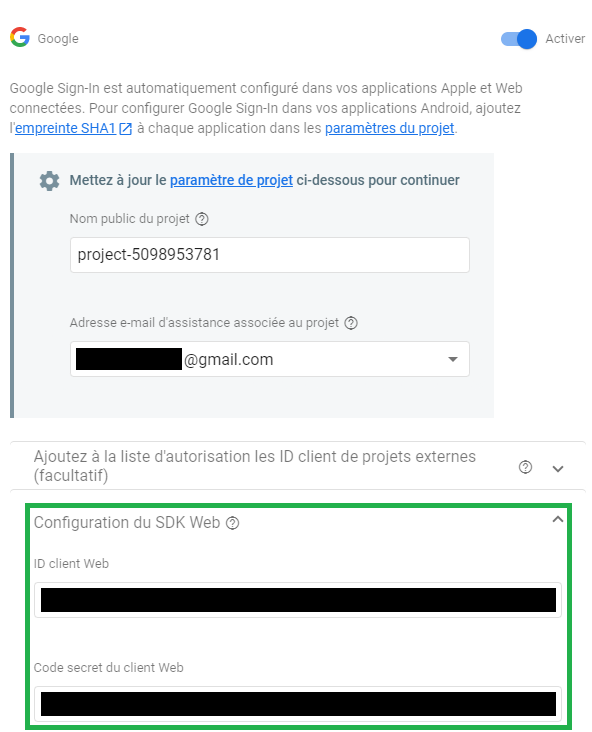 Google
Activer
Google Sign-In est automatiquement configuré dans vos applications Apple et Web
connectées. Pour configurer Google Sign-In dans vos applications Android, ajoutez
l'empreinte SHA1 à chaque application dans les paramètres du projet.
Mettez à jour le paramètre de projet ci-dessous pour continuer
Nom public du projet
project-5098953781
Adresse e-mail d'assistance associée au projet
@gmail.com
Ajoutez à la liste d'autorisation les ID client de projets externes
(facultatif)
Configuration du SDK Web
ID client Web
Code secret du client Web